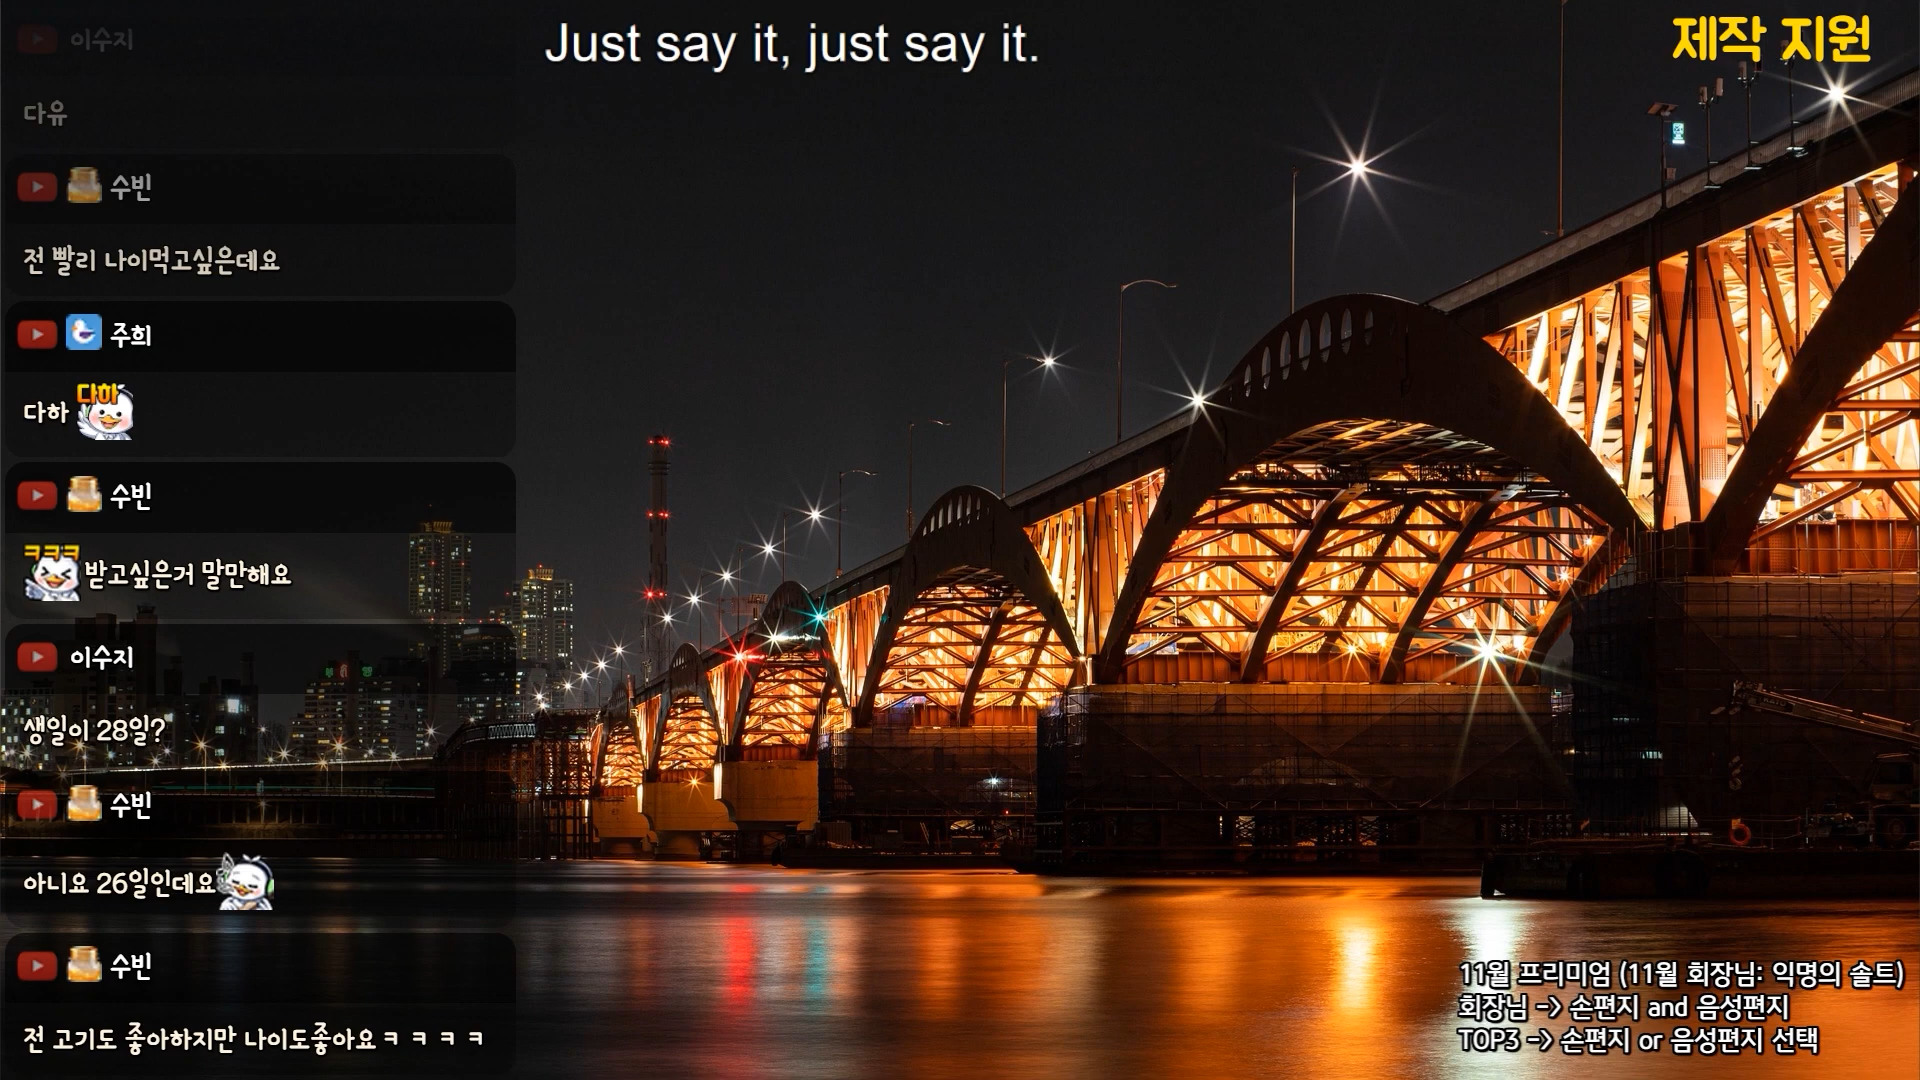 이수지
다유
수빈
전 빨리 나이먹고싶은데요
주희
다하 다하
수빈
ㅋㅋㅋ 받고싶은거 말만해요
이수지
생일이 28일?
수빈
아니요 26일인데요
수빈
전 고기도 좋아하지만 나이도좋아요ㅋㅋㅋㅋ
Just say it, just say it.
제작 지원
11월 프리미엄 (11월 회장님: 익명의 솔트)
회장님 -> 손편지 and 음성편지
TOP3 -> 손편지 or 음성편지 선택